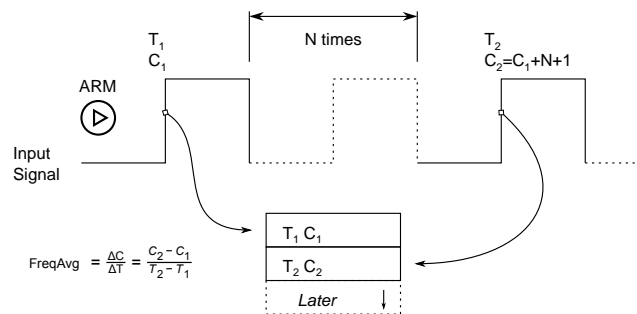 T₁
C₁
N times
T₂
C₂=C₁+N+1
ARM
Input
Signal
T₁ C₁
T₂ C₂
Later
FreqAvg = ΔC/ΔT = C₂ − C₁/T₂ − T₁